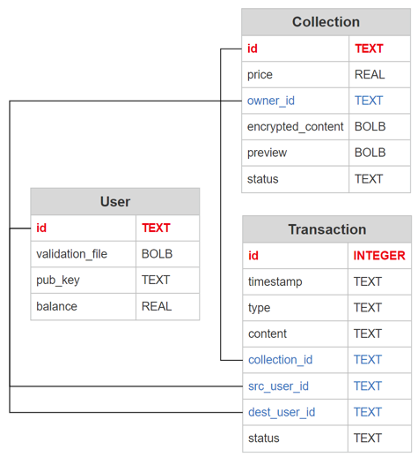 Collection
id TEXT
price REAL
owner_id TEXT
encrypted_content BOLB
preview BOLB
status TEXT
User
id TEXT
validation_file BOLB
pub_key TEXT
balance REAL
Transaction
id INTEGER
timestamp TEXT
type TEXT
content TEXT
collection_id TEXT
src_user_id TEXT
dest_user_id TEXT
status TEXT